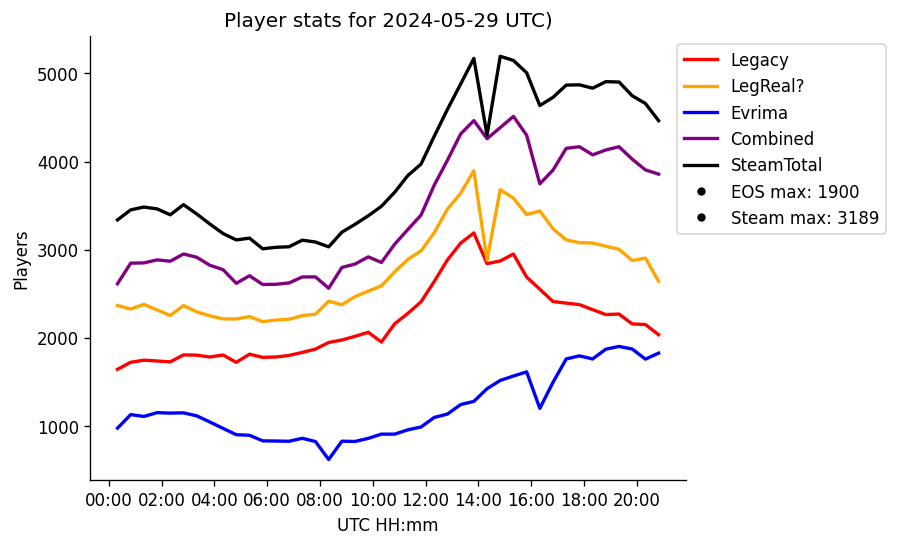 Player stats for 2024-05-29 UTC)
Legacy
LegReal?
Evrima
Combined
SteamTotal
EOS max: 1900
Steam max: 3189
Players
5000
4000
3000
2000
1000
00:00 02:00 04:00 06:00 08:00 10:00 12:00 14:00 16:00 18:00 20:00
UTC HH:mm